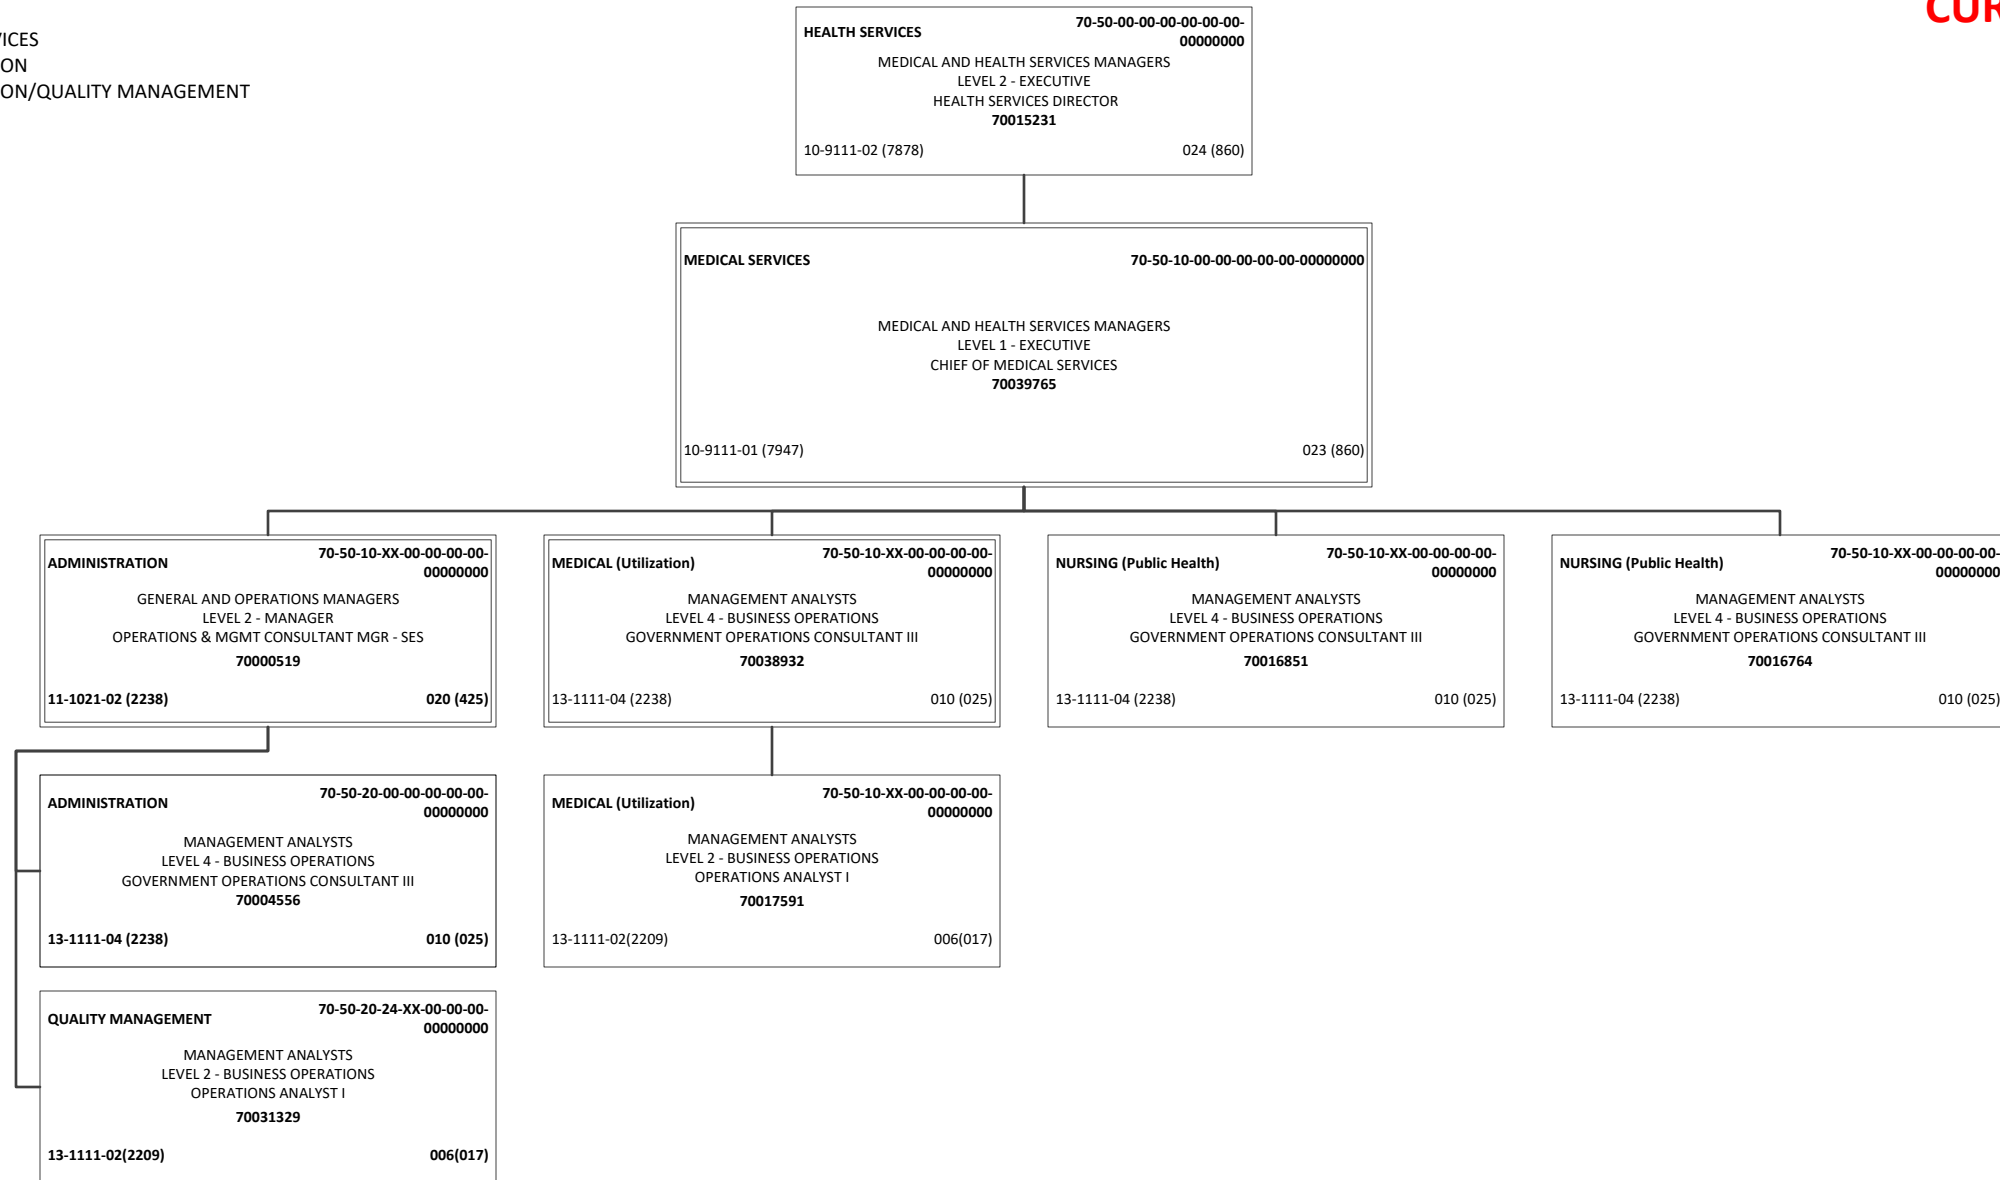 ON/QUALITY MANAGEMENT
HEALTH SERVICES
70-50-00-00-00-00-00-00-
00000000
MEDICAL AND HEALTH SERVICES MANAGERS
LEVEL 2 - EXECUTIVE
HEALTH SERVICES DIRECTOR
70015231
10-9111-02 (7878)
024 (860)
MEDICAL SERVICES
70-50-10-00-00-00-00-00-00000000
MEDICAL AND HEALTH SERVICES MANAGERS
LEVEL 1 - EXECUTIVE
CHIEF OF MEDICAL SERVICES
70039765
10-9111-01 (7947)
023 (860)
ADMINISTRATION
70-50-10-XX-00-00-00-00-
00000000
GENERAL AND OPERATIONS MANAGERS
LEVEL 2 - MANAGER
OPERATIONS & MGMT CONSULTANT MGR - SES
70000519
11-1021-02 (2238)
020 (425)
MEDICAL (Utilization)
70-50-10-XX-00-00-00-00-
00000000
MANAGEMENT ANALYSTS
LEVEL 4 - BUSINESS OPERATIONS
GOVERNMENT OPERATIONS CONSULTANT III
70038932
13-1111-04 (2238)
010 (025)
NURSING (Public Health)
70-50-10-XX-00-00-00-00-
00000000
MANAGEMENT ANALYSTS
LEVEL 4 - BUSINESS OPERATIONS
GOVERNMENT OPERATIONS CONSULTANT III
70016851
13-1111-04 (2238)
010 (025)
NURSING (Public Health)
70-50-10-XX-00-00-00-00-
00000000
MANAGEMENT ANALYSTS
LEVEL 4 - BUSINESS OPERATIONS
GOVERNMENT OPERATIONS CONSULTANT III
70016764
13-1111-04 (2238)
010 (025)
ADMINISTRATION
70-50-20-00-00-00-00-00-
00000000
MANAGEMENT ANALYSTS
LEVEL 4 - BUSINESS OPERATIONS
GOVERNMENT OPERATIONS CONSULTANT III
70004556
13-1111-04 (2238)
010 (025)
MEDICAL (Utilization)
70-50-10-XX-00-00-00-00-
00000000
MANAGEMENT ANALYSTS
LEVEL 2 - BUSINESS OPERATIONS
OPERATIONS ANALYST I
70017591
13-1111-02(2209)
006(017)
QUALITY MANAGEMENT
70-50-20-24-XX-00-00-00-
00000000
MANAGEMENT ANALYSTS
LEVEL 2 - BUSINESS OPERATIONS
OPERATIONS ANALYST I
70031329
13-1111-02(2209)
006(017)